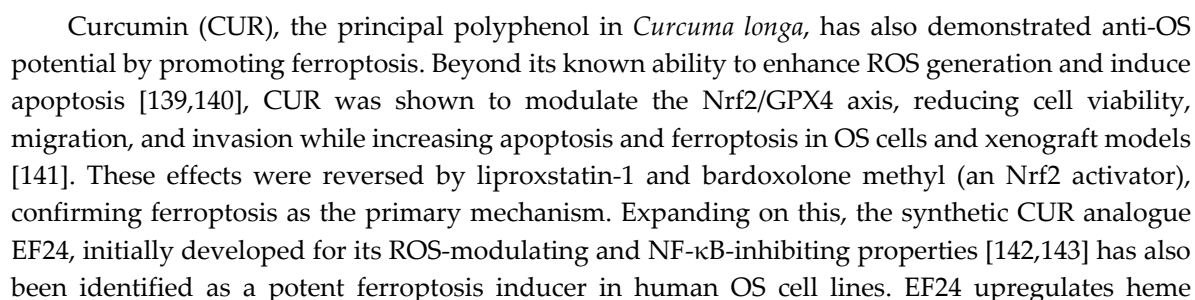 Curcumin (CUR), the principal polyphenol in Curcuma longa, has also demonstrated anti-OS
potential by promoting ferroptosis. Beyond its known ability to enhance ROS generation and induce
apoptosis [139,140], CUR was shown to modulate the Nrf2/GPX4 axis, reducing cell viability,
migration, and invasion while increasing apoptosis and ferroptosis in OS cells and xenograft models
[141]. These effects were reversed by liproxstatin-1 and bardoxolone methyl (an Nrf2 activator),
confirming ferroptosis as the primary mechanism. Expanding on this, the synthetic CUR analogue
EF24, initially developed for its ROS-modulating and NF-κB-inhibiting properties [142,143] has also
been identified as a potent ferroptosis inducer in human OS cell lines. EF24 upregulates heme